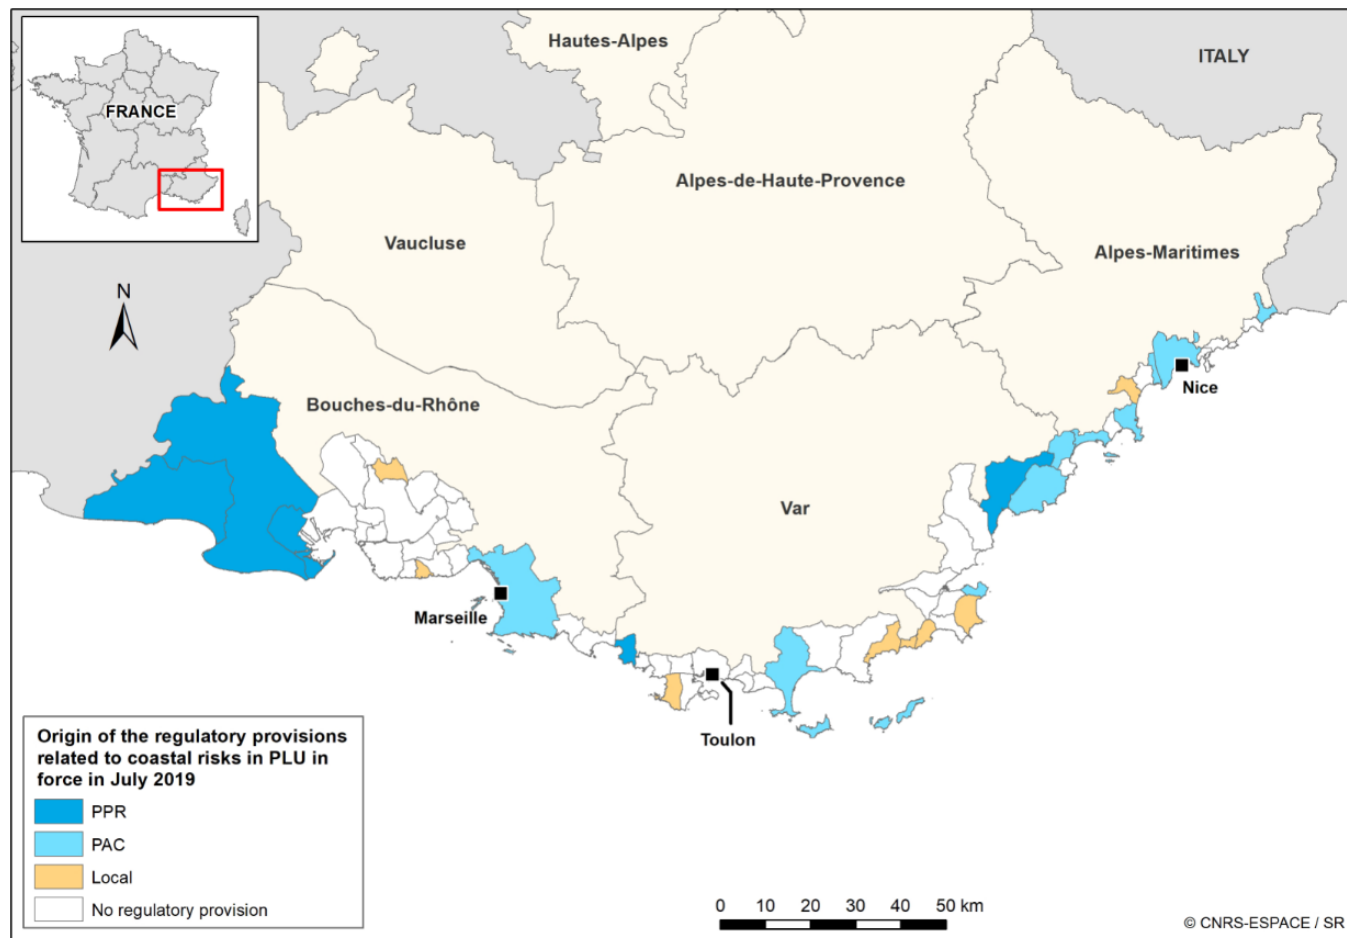 Hautes-Alpes
ITALY
FRANCE
Alpes-de-Haute-Provence
Vaucluse
Alpes-Maritimes
N
Nice
Bouches-du-Rhône
Var
Marseille
Toulon
Origin of the regulatory provisions
related to coastal risks in PLU in
force in July 2019
PPR
PAC
Local
No regulatory provision
0 10 20 30 40 50 km
© CNRS-ESPACE / SR